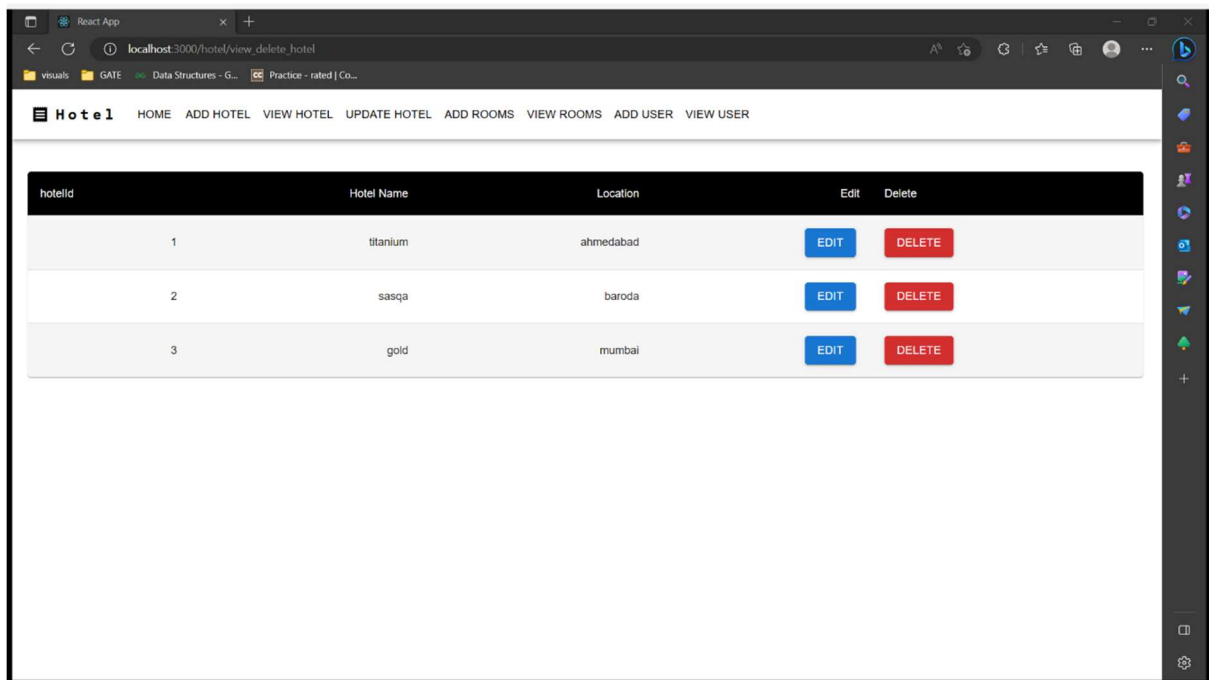 React App
localhost:3000/hotel/view_delete_hotel
visuals GATE Data Structures - G... CC Practice - rated | Co...
Hotel HOME ADD HOTEL VIEW HOTEL UPDATE HOTEL ADD ROOMS VIEW ROOMS ADD USER VIEW USER
hotelId Hotel Name Location Edit Delete
1 titanium ahmedabad EDIT DELETE
2 sasqa baroda EDIT DELETE
3 gold mumbai EDIT DELETE